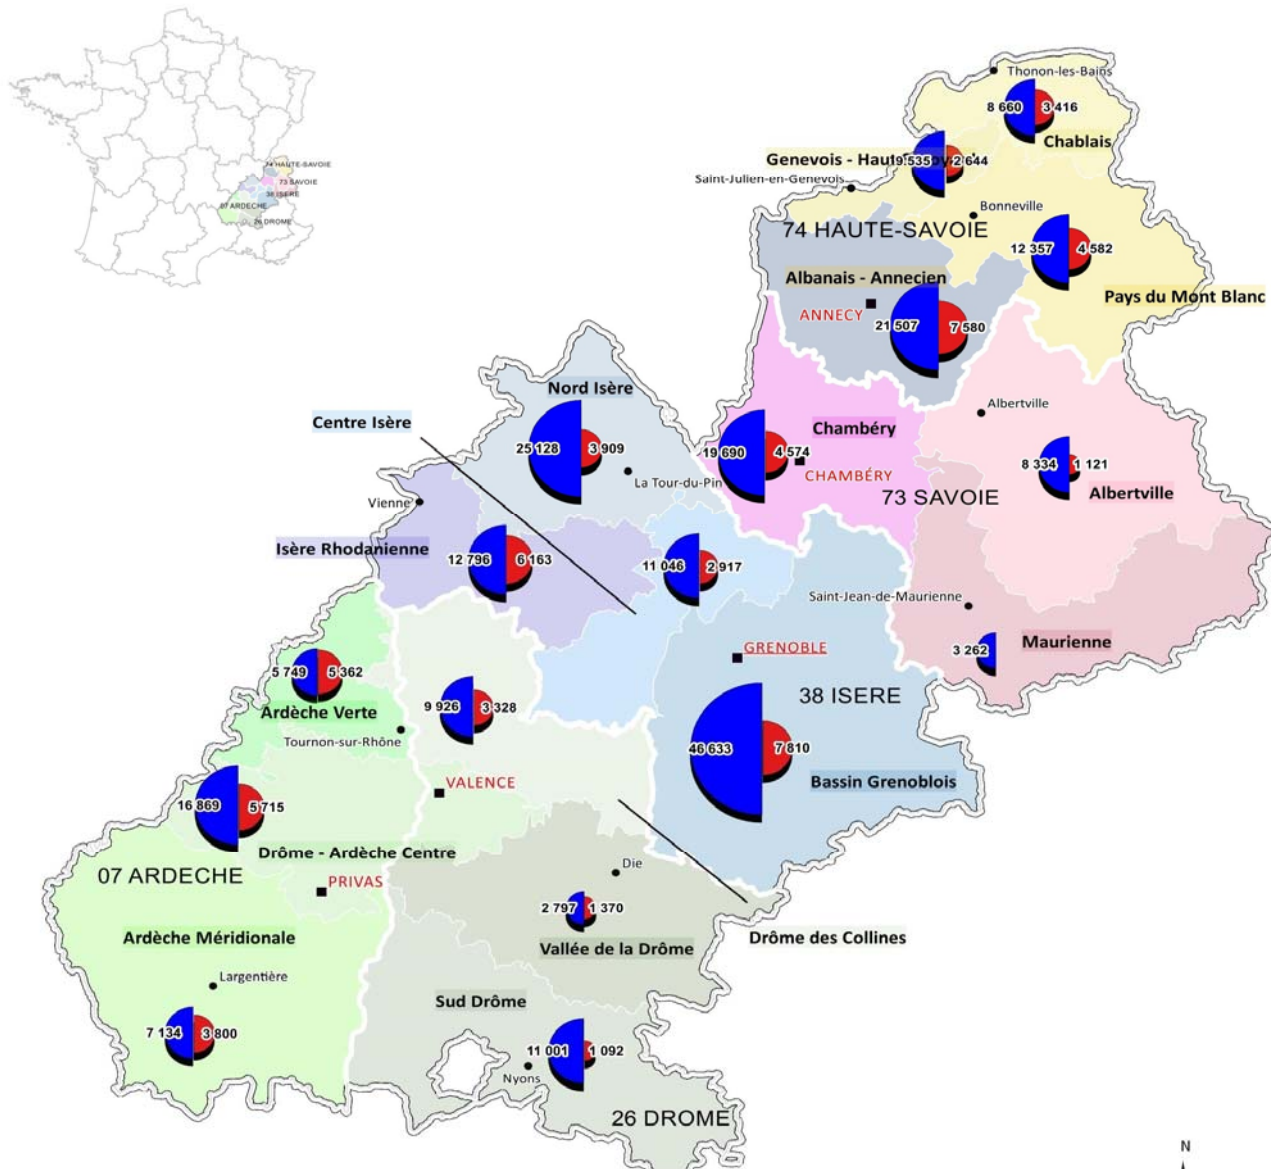 74 HAUTE-SAVOIE
73 SAVOIE
38 ISERE
07 ARDECHE
26 DROME
Thonon-les-Bains
8 660
3 416
Chablais
Genevois - Haut
19 535
2 644
Saint-Julien-en-Genevois
Bonneville
74 HAUTE-SAVOIE
12 357
4 582
Albanais - Annecien
Pays du Mont Blanc
ANNECY
21 507
7 580
Nord Isère
Albertville
Centre Isère
Chambéry
25 128
3 909
19 690
4 574
8 334
1 121
CHAMBÉRY
La Tour-du-Pin
Albertville
73 SAVOIE
Vienne
Isère Rhodanienne
12 796
6 163
11 046
2 917
Saint-Jean-de-Maurienne
Maurienne
GRENOBLE
3 262
5 749
5 362
38 ISERE
9 926
3 328
Ardèche Verte
Tournon-sur-Rhône
46 633
7 810
VALENCE
Bassin Grenoblois
16 869
5 715
Drôme - Ardèche Centre
Die
07 ARDECHE
PRIVAS
2 797
1 370
Ardèche Méridionale
Drôme des Collines
Vallée de la Drôme
Largentière
Sud Drôme
7 134
3 800
11 001
1 092
Nyons
26 DROME
N